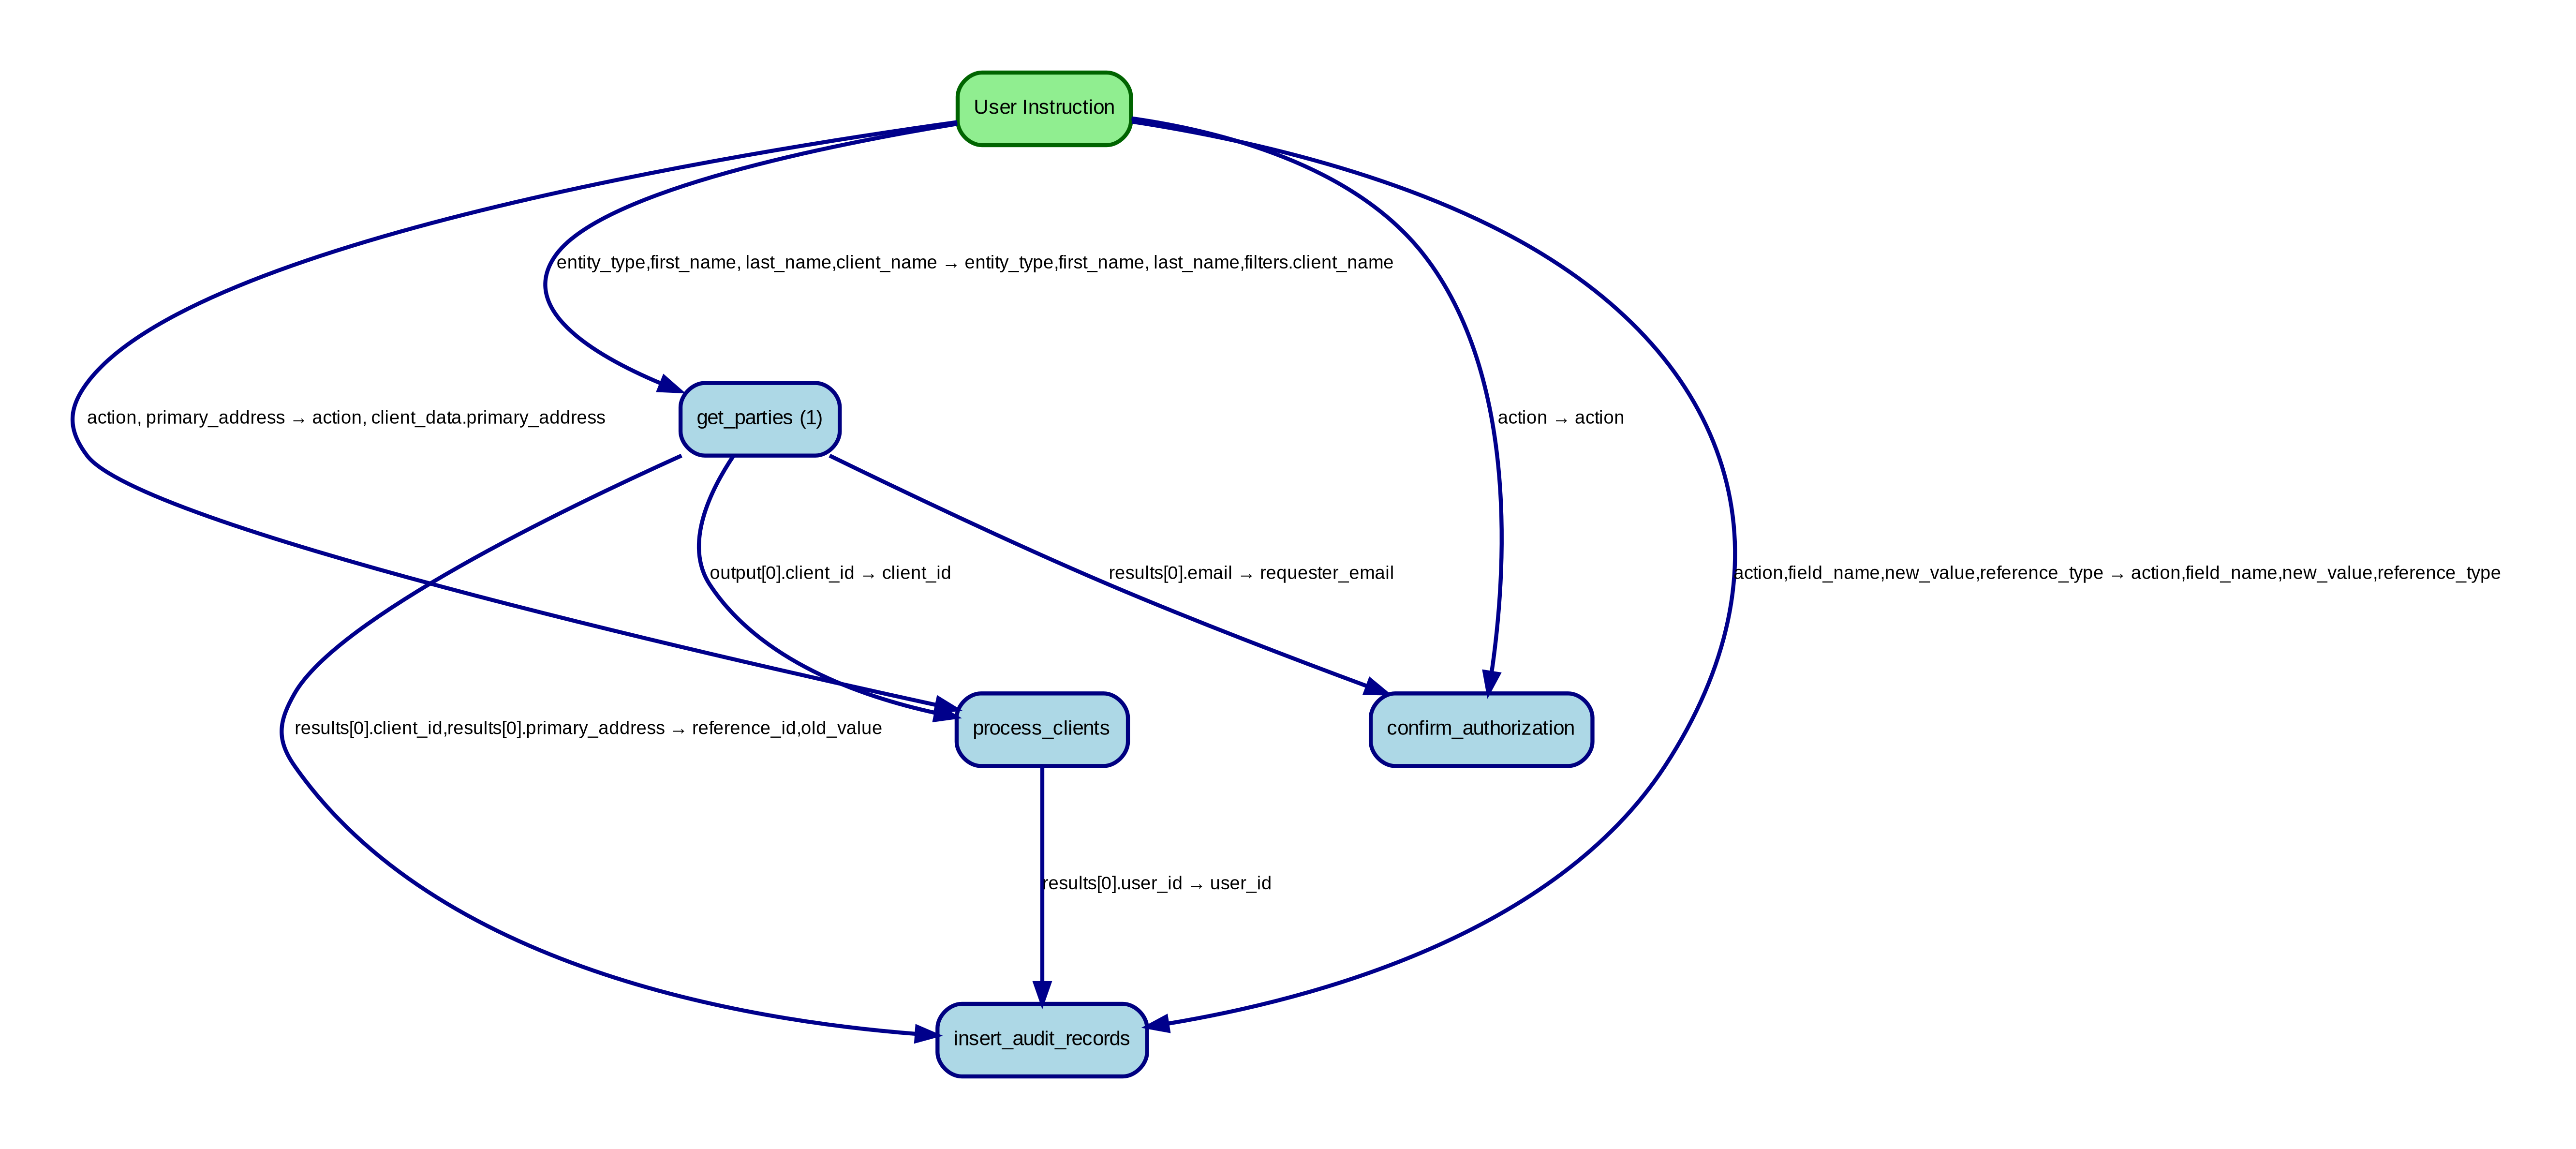 User Instruction
entity_type,first_name, last_name,client_name → entity_type,first_name, last_name,filters.client_name
action, primary_address → action, client_data.primary_address
get_parties (1)
action → action
output[0].client_id → client_id
results[0].email → requester_email
action,field_name,new_value,reference_type → action,field_name,new_value,reference_type
results[0].client_id,results[0].primary_address → reference_id,old_value
process_clients
confirm_authorization
results[0].user_id → user_id
insert_audit_records